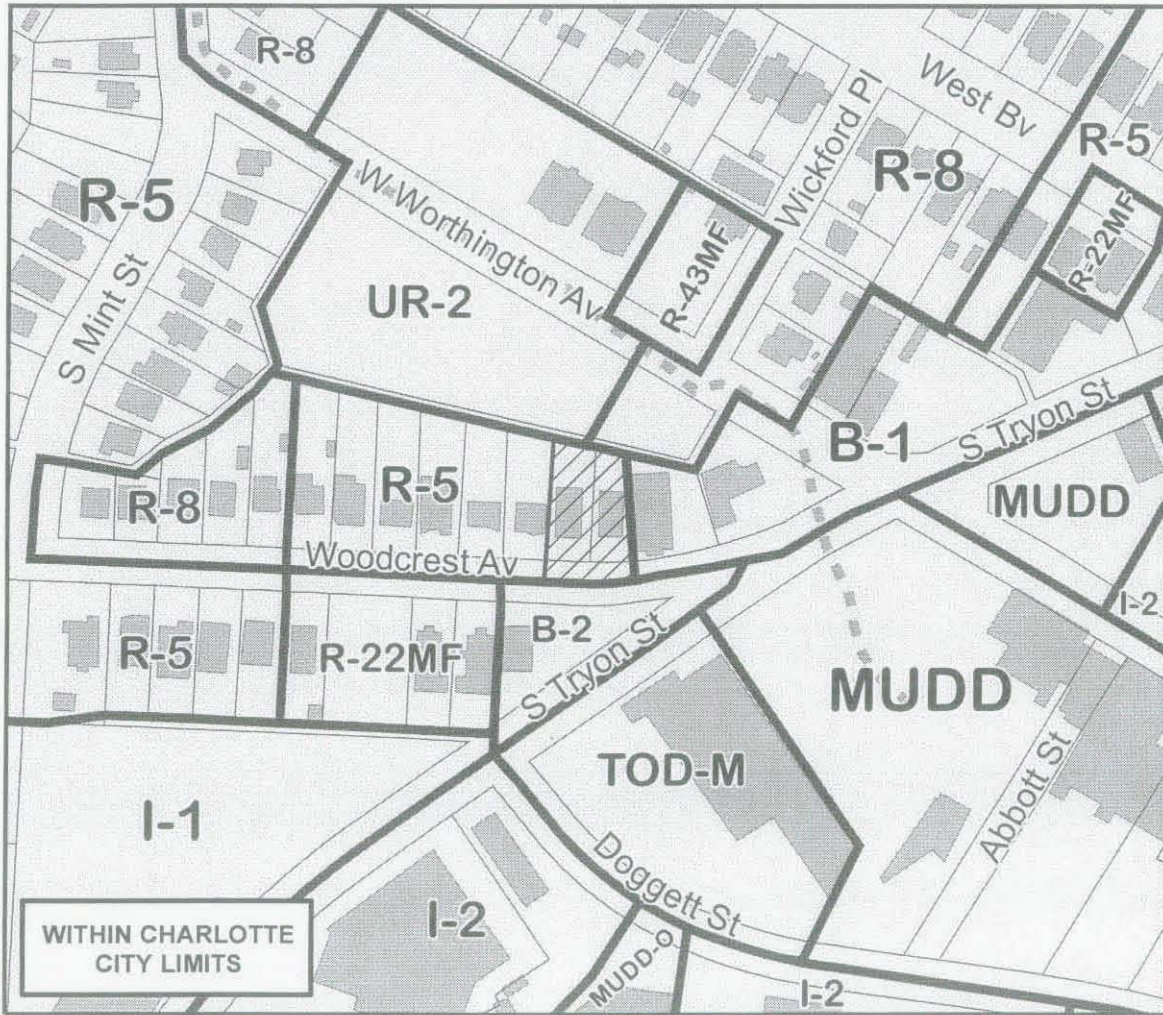 R-8
West Bv
R-5
Wickford Pl
R-8
R-5
W Worthington Av
R-43MF
R-22MF
S Mint St
UR-2
S Tryon St
B-1
MUDD
R-8
R-5
Woodcrest Av
I-2
R-5
R-22MF
B-2
S Tryon St
MUDD
TOD-M
Abbott St
I-1
Doggett St
I-2
WITHIN CHARLOTTE
CITY LIMITS
MUDD-O
I-2